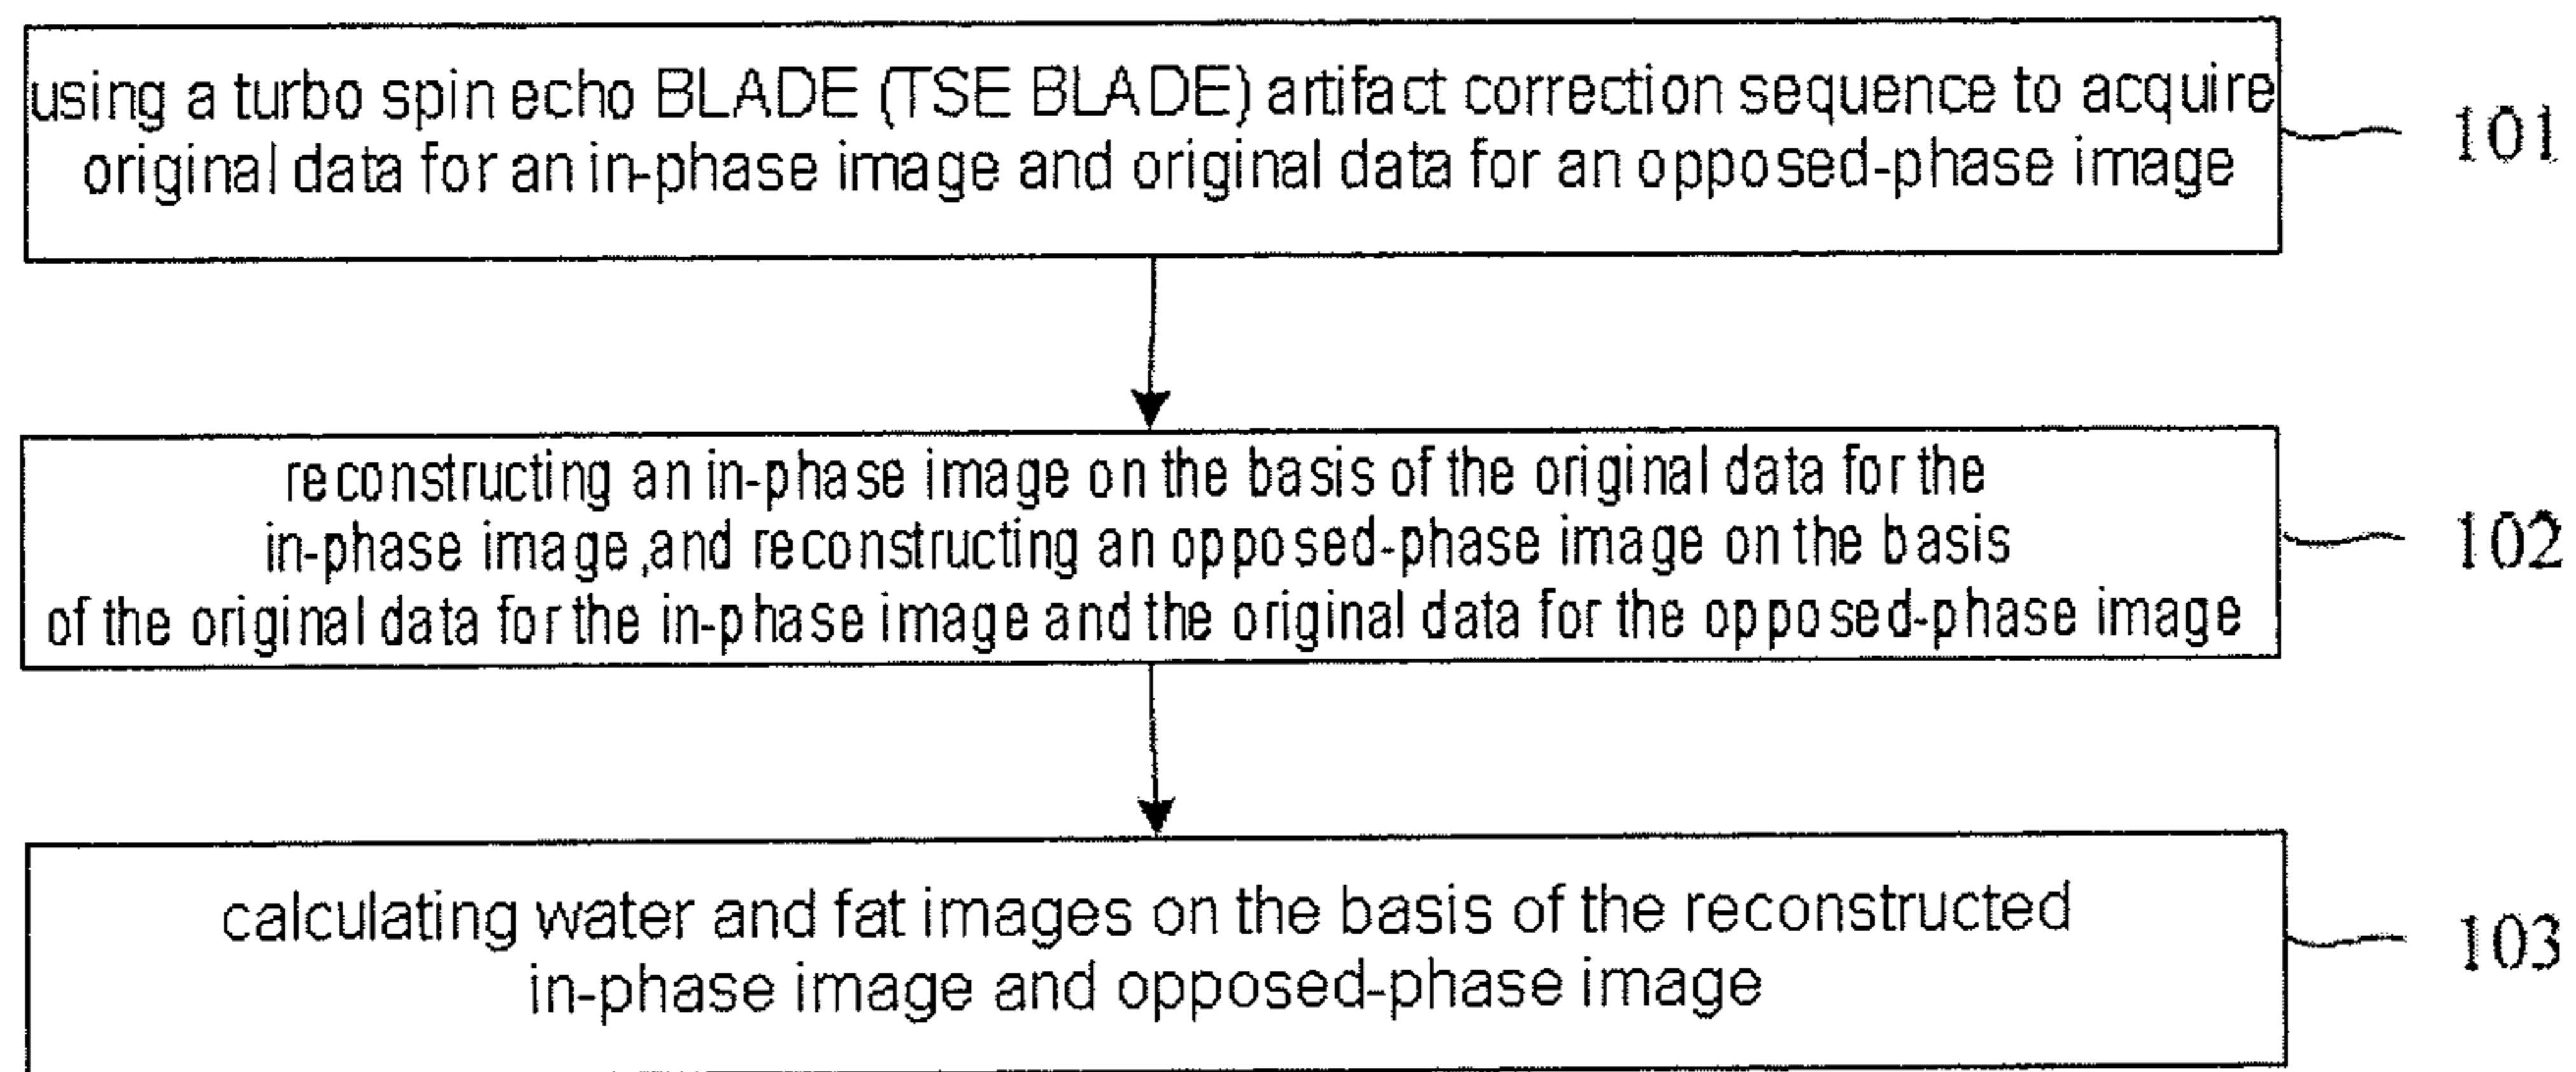 using a turbo spin echo BLADE (TSE BLADE) artifact correction sequence to acquire
original data for an in-phase image and original data for an opposed-phase image
101
reconstructing an in-phase image on the basis of the original data for the
in-phase image,and reconstructing an opposed-phase image on the basis
of the original data for the in-phase image and the original data for the opposed-phase image
102
calculating water and fat images on the basis of the reconstructed
in-phase image and opposed-phase image
103